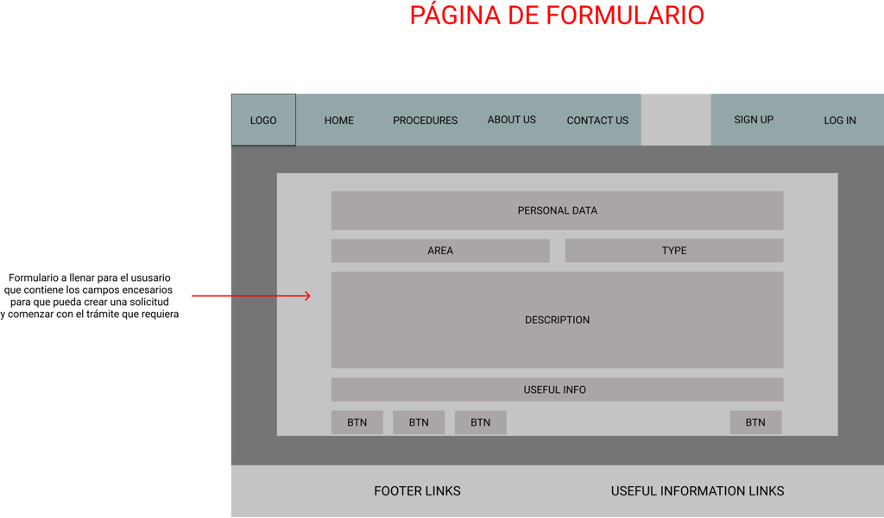 PÁGINA DE FORMULARIO
LOGO HOME PROCEDURES ABOUT US CONTACT US SIGN UP LOG IN
PERSONAL DATA
AREA TYPE
Formulario a llenar para el ususario
que contiene los campos encesarios
para que pueda crear una solicitud
y comenzar con el trámite que requiera
DESCRIPTION
USEFUL INFO
BTN BTN BTN BTN
FOOTER LINKS USEFUL INFORMATION LINKS